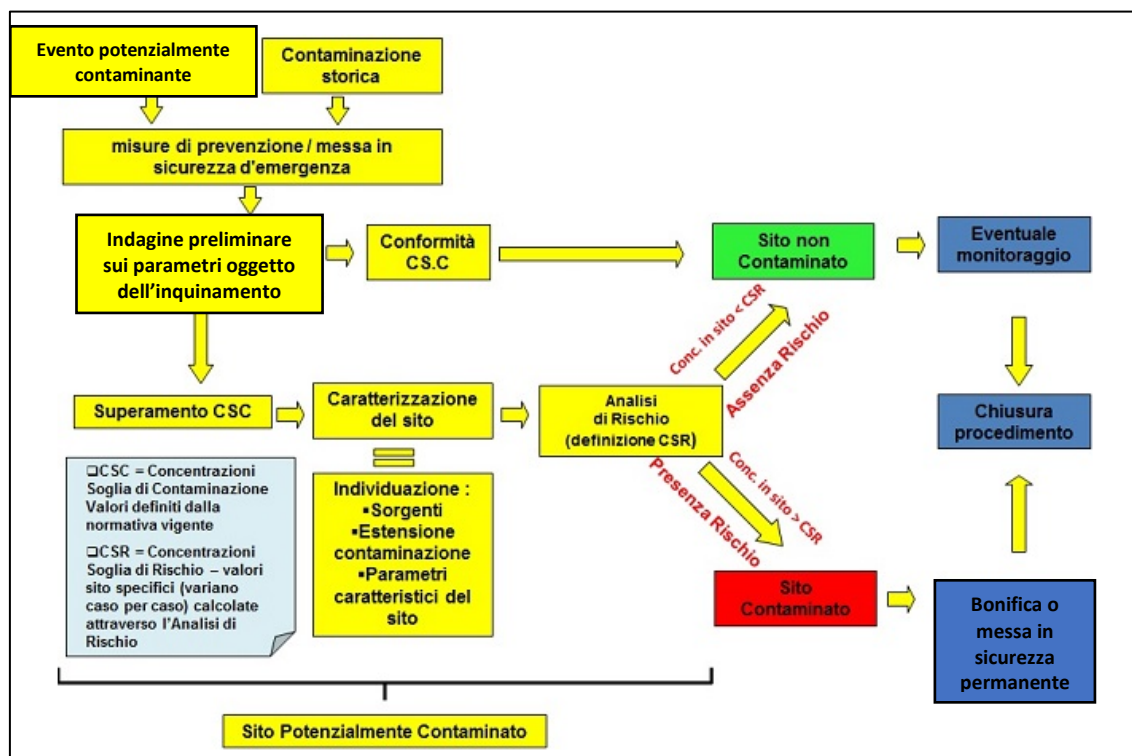 Evento potenzialmente
contaminante
Contaminazione
storica
misure di prevenzione / messa in
sicurezza d'emergenza
Indagine preliminare
sui parametri oggetto
dell'inquinamento
Conformità
CS.C
Sito non
Contaminato
Eventuale
monitoraggio
Conc. in sito < CSR
Assenza Rischio
Superamento CSC
Caratterizzazione
del sito
Analisi
di Rischio
(definizione CSR)
Chiusura
procedimento
Conc. in sito > CSR
Presenza Rischio
❑CSC = Concentrazioni
Soglia di Contaminazione
Valori definiti dalla
normativa vigente
❑CSR = Concentrazioni
Soglia di Rischio – valori
sito specifici (variano
caso per caso) calcolate
attraverso l'Analisi di
Rischio
Individuazione :
▪Sorgenti
▪Estensione
contaminazione
▪Parametri
caratteristici del
sito
Sito
Contaminato
Bonifica o
messa in
sicurezza
permanente
Sito Potenzialmente Contaminato